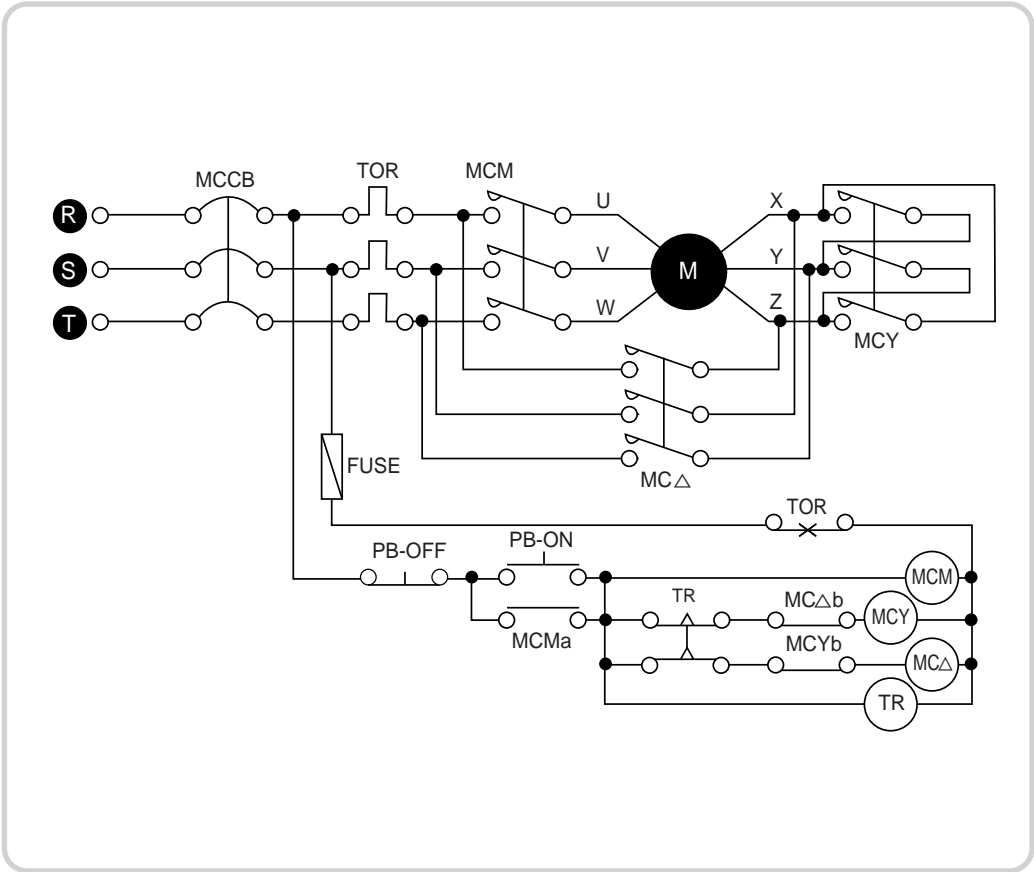 MCCB
TOR
MCM
R
S
T
U
V
W
M
X
Y
Z
MCY
MC△
FUSE
TOR
PB-OFF
PB-ON
MCMa
MCM
TR
MC△b
MCY
MCYb
MC△
TR